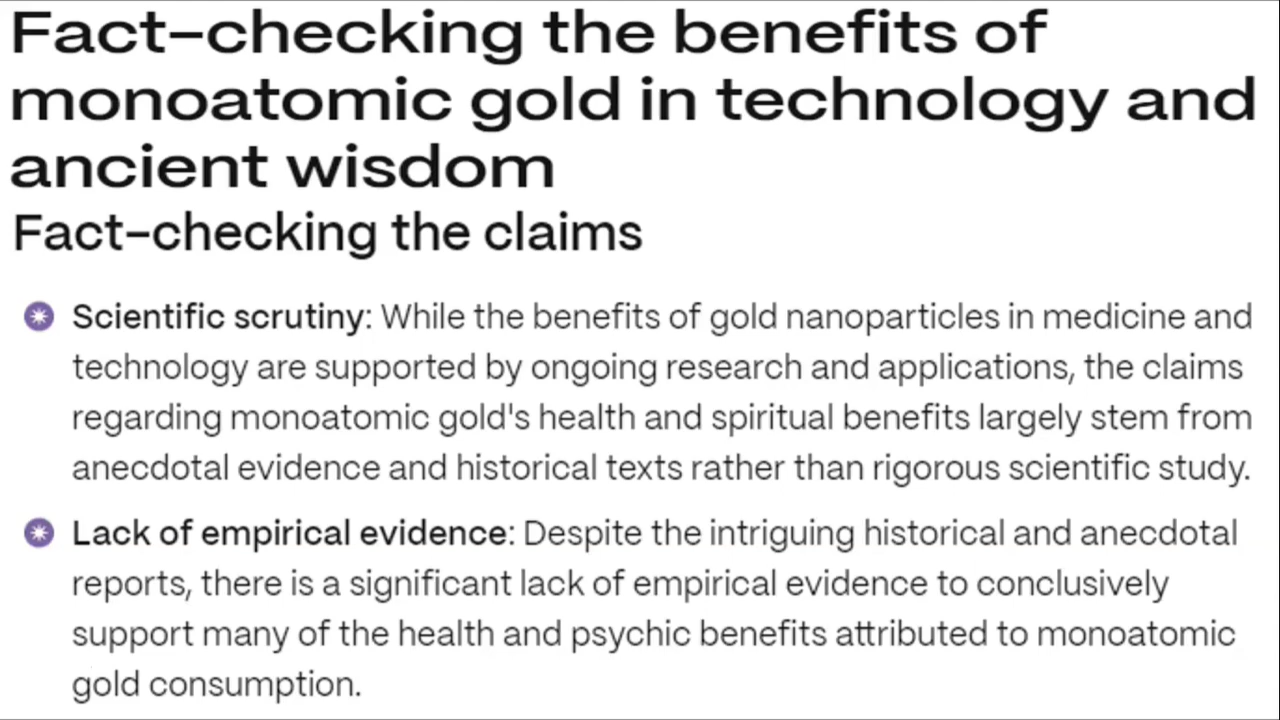 Fact-checking the benefits of
monoatomic gold in technology and
ancient wisdom
Fact-checking the claims
Scientific scrutiny: While the benefits of gold nanoparticles in medicine and
technology are supported by ongoing research and applications, the claims
regarding monoatomic gold's health and spiritual benefits largely stem from
anecdotal evidence and historical texts rather than rigorous scientific study.
Lack of empirical evidence: Despite the intriguing historical and anecdotal
reports, there is a significant lack of empirical evidence to conclusively
support many of the health and psychic benefits attributed to monoatomic
gold consumption.